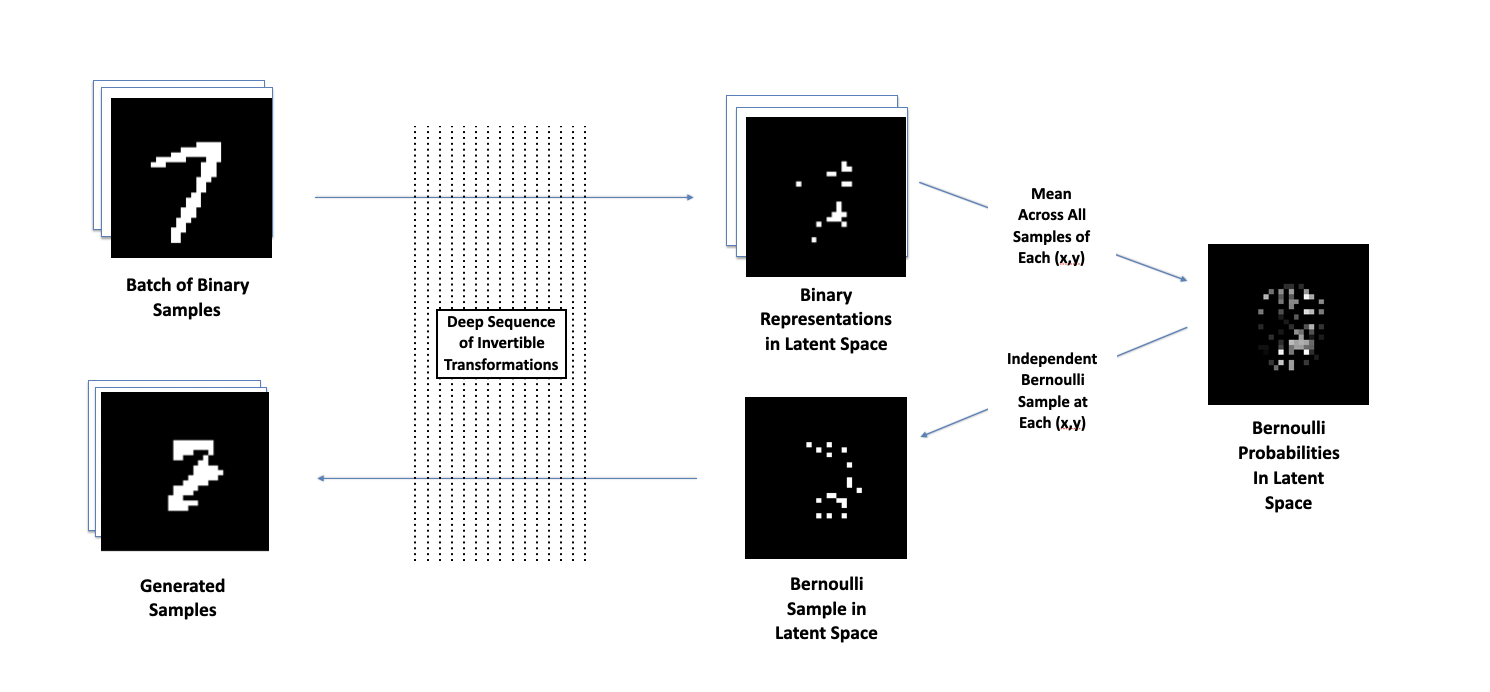 Batch of Binary
Samples
Deep Sequence
of Invertible
Transformations
Binary
Representations
in Latent Space
Mean
Across All
Samples of
Each (x,y)
Independent
Bernoulli
Sample at
Each (x,y)
Bernoulli
Probabilities
In Latent
Space
Generated
Samples
Bernoulli
Sample in
Latent Space